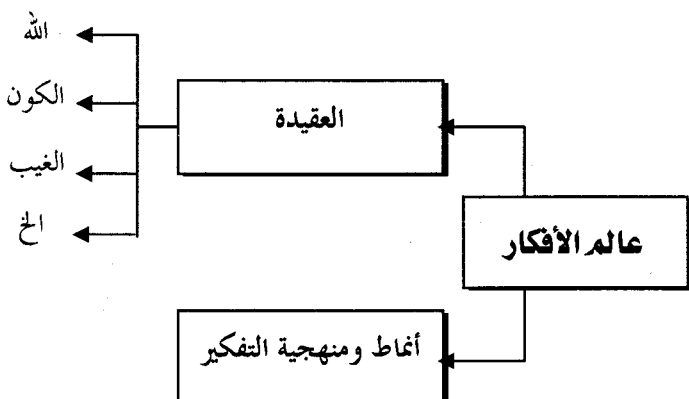 عالم الأفكار
العقيدة
الله
الكون
الغيب
الخ
أنماط ومنهجية التفكير